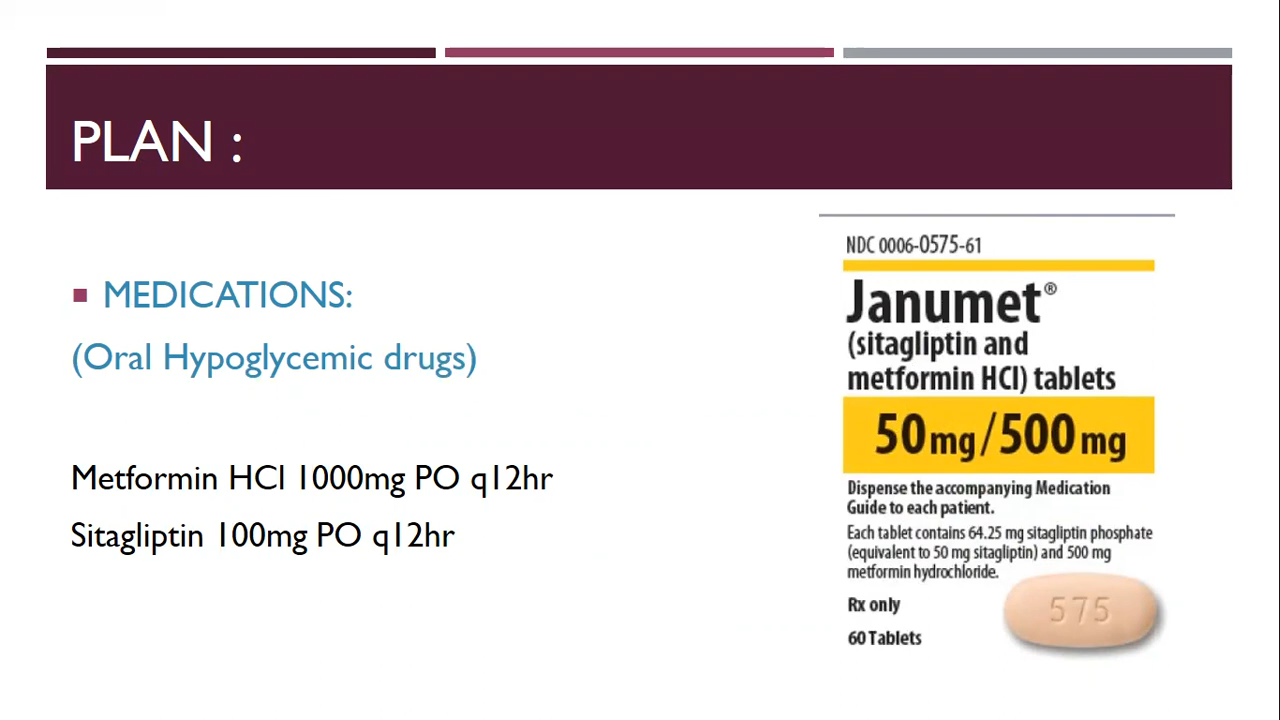 PLAN :
MEDICATIONS:
(Oral Hypoglycemic drugs)
Metformin HCl 1000mg PO q12hr
Sitagliptin 100mg PO q12hr
NDC 0006-0575-61
Janumet®
(sitagliptin and
metformin HCl) tablets
50mg/500mg
Dispense the accompanying Medication
Guide to each patient.
Each tablet contains 64.25 mg sitagliptin phosphate
(equivalent to 50 mg sitagliptin) and 500 mg
metformin hydrochloride.
Rx only
60 Tablets
575